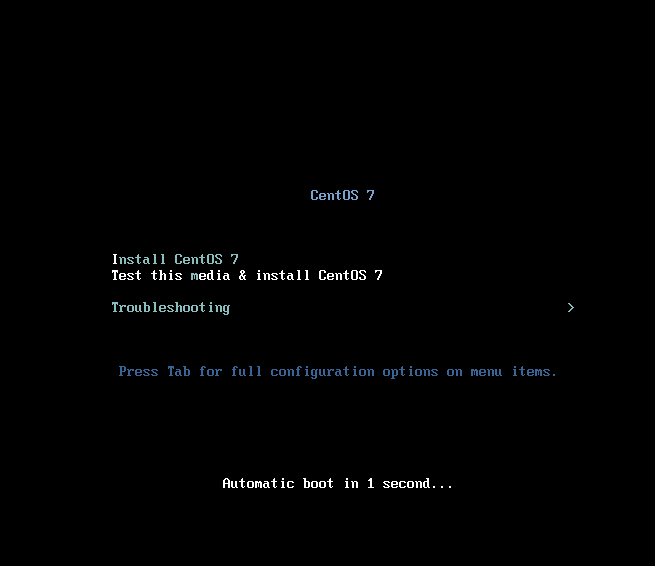 CentOS 7
Install CentOS 7
Test this media & install CentOS 7
Troubleshooting >
Press Tab for full configuration options on menu items.
Automatic boot in 1 second...